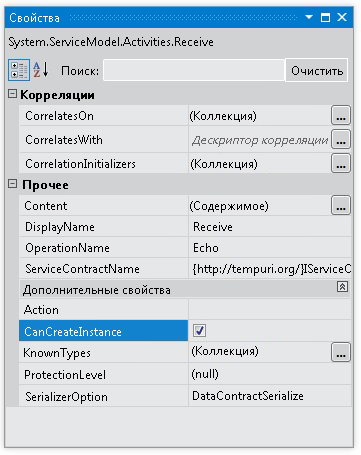 Свойства
System.ServiceModel.Activities.Receive
A Z Поиск: Очистить
Корреляции
CorrelatesOn (Коллекция) ...
CorrelatesWith Дескриптор корреляции ...
CorrelationInitializers (Коллекция) ...
Прочее
Content (Содержимое) ...
DisplayName Receive
OperationName Echo
ServiceContractName {http://tempuri.org/}IServiceC
Дополнительные свойства
Action
CanCreateInstance
KnownTypes (Коллекция) ...
ProtectionLevel (null)
SerializerOption DataContractSerialize